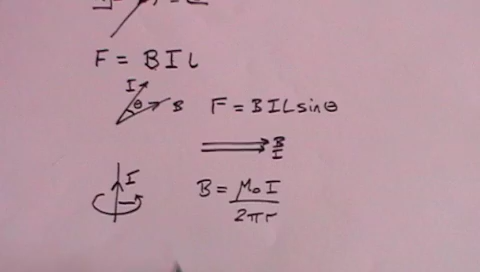 F = BIl
I
θ B F = BILsinθ
B
I
I B = μ₀I
2πr